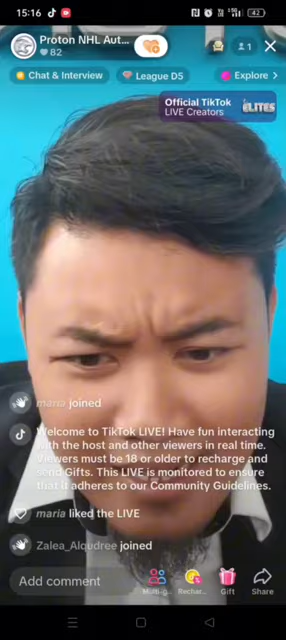 15:16
42
Proton NHL Aut...
82
1
Chat & Interview
League D5
Explore >
Official TikTok
LIVE Creators
ELITES
maria joined
Welcome to TikTok LIVE! Have fun interacting
with the host and other viewers in real time.
Viewers must be 18 or older to recharge and
send Gifts. This LIVE is monitored to ensure
that it adheres to our Community Guidelines.
maria liked the LIVE
Zalea_Alqudree joined
Add comment
Multi-g...
Rechar...
Gift
Share